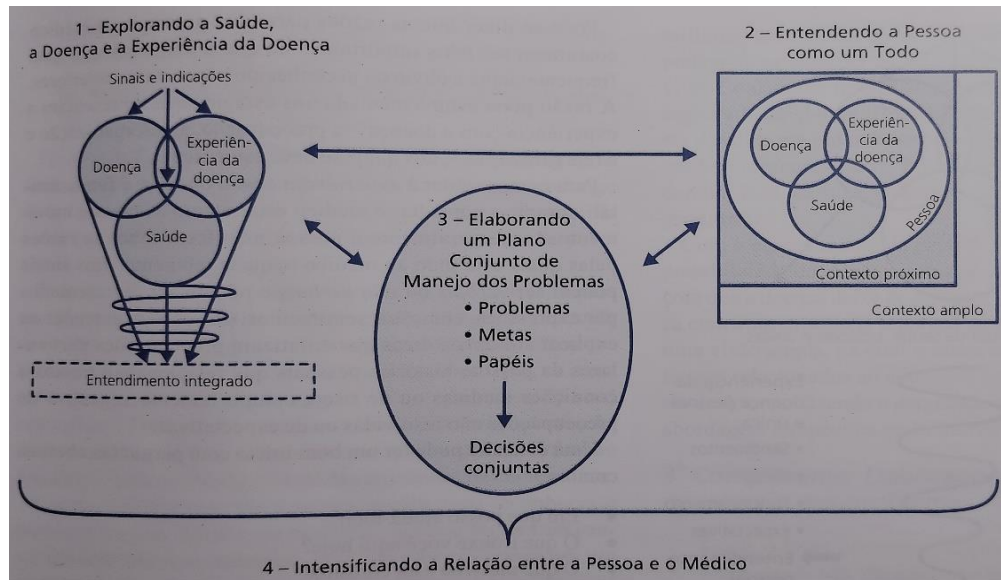 1 – Explorando a Saúde,
a Doença e a Experiência da Doença
Sinais e indicações
Doença
Experiên-
cia da
doença
Saúde
Entendimento integrado
2 – Entendendo a Pessoa
como um Todo
Doença
Experiên-
cia da
doença
Saúde
Pessoa
Contexto próximo
Contexto amplo
3 – Elaborando
um Plano
Conjunto de
Manejo dos Problemas
• Problemas
• Metas
• Papéis
Decisões
conjuntas
4 – Intensificando a Relação entre a Pessoa e o Médico